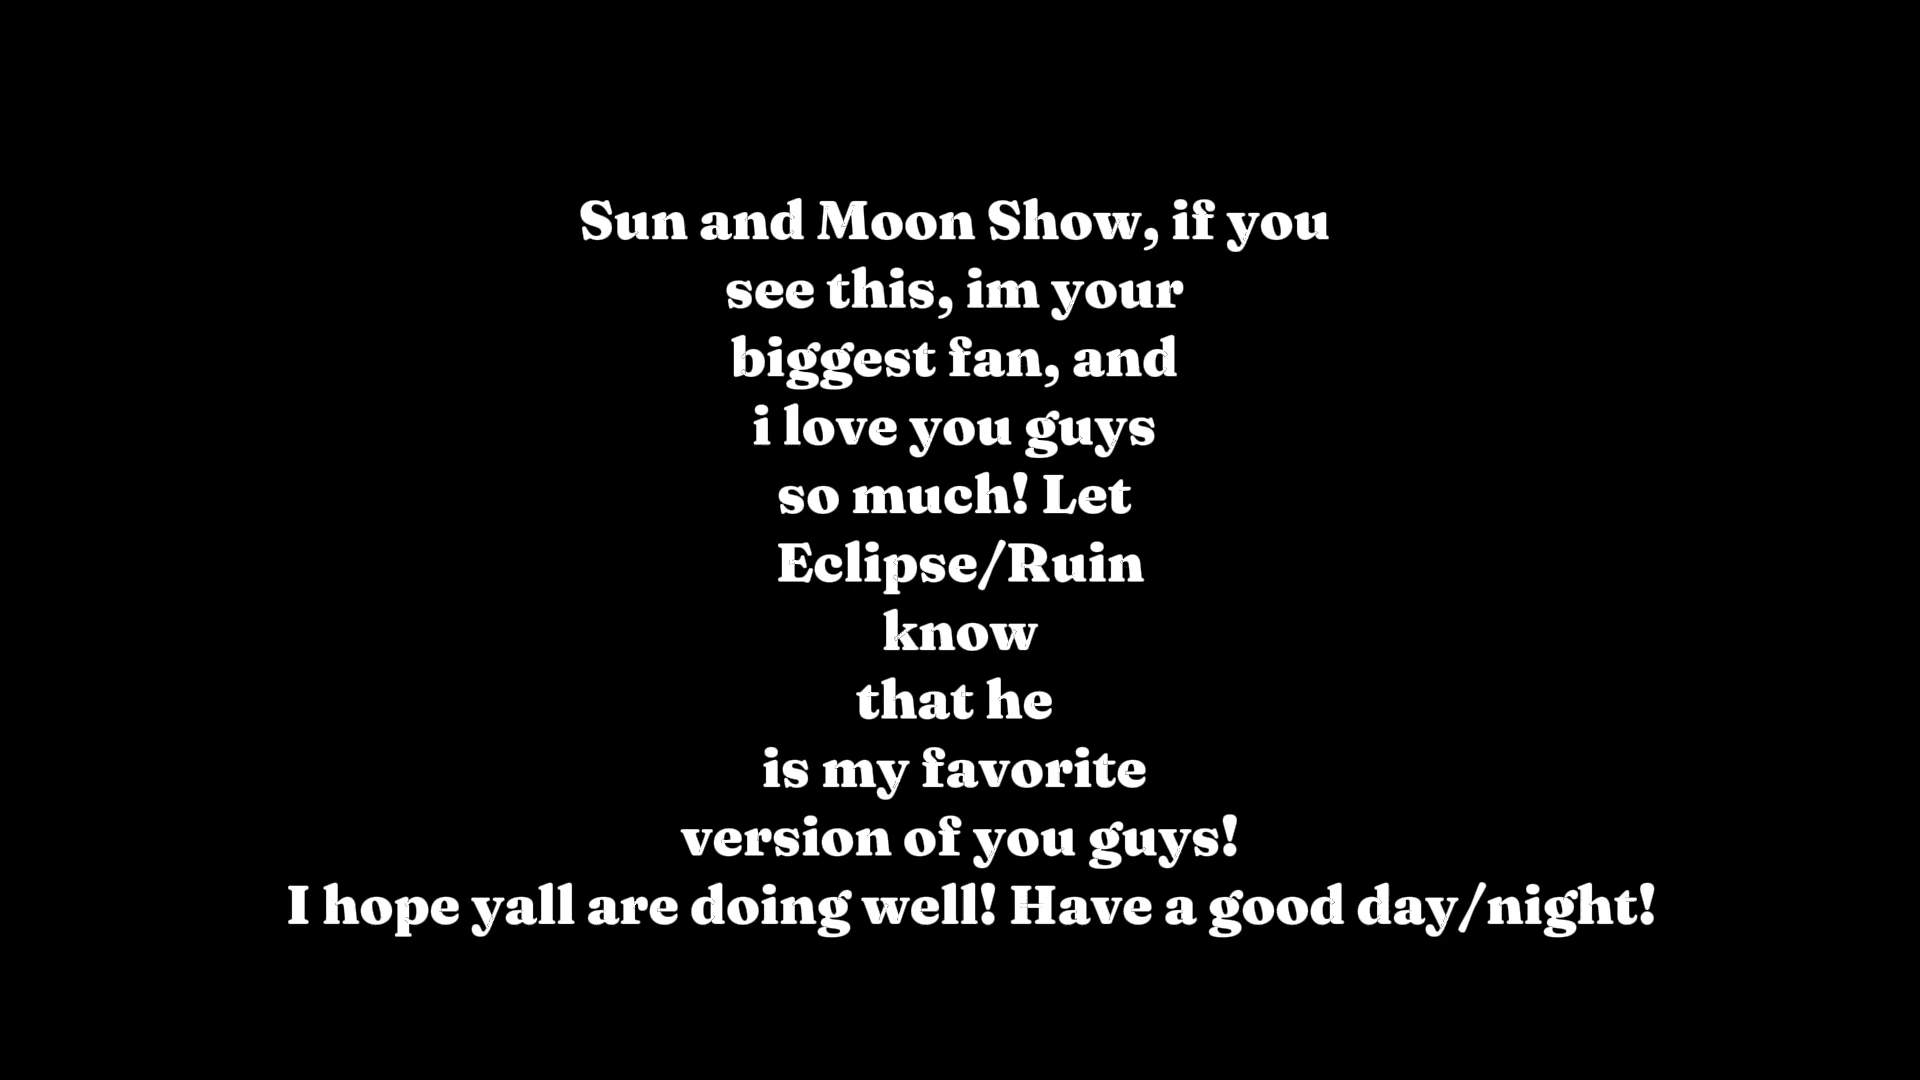 Sun and Moon Show, if you
see this, im your
biggest fan, and
i love you guys
so much! Let
Eclipse/Ruin
know
that he
is my favorite
version of you guys!
I hope yall are doing well! Have a good day/night!